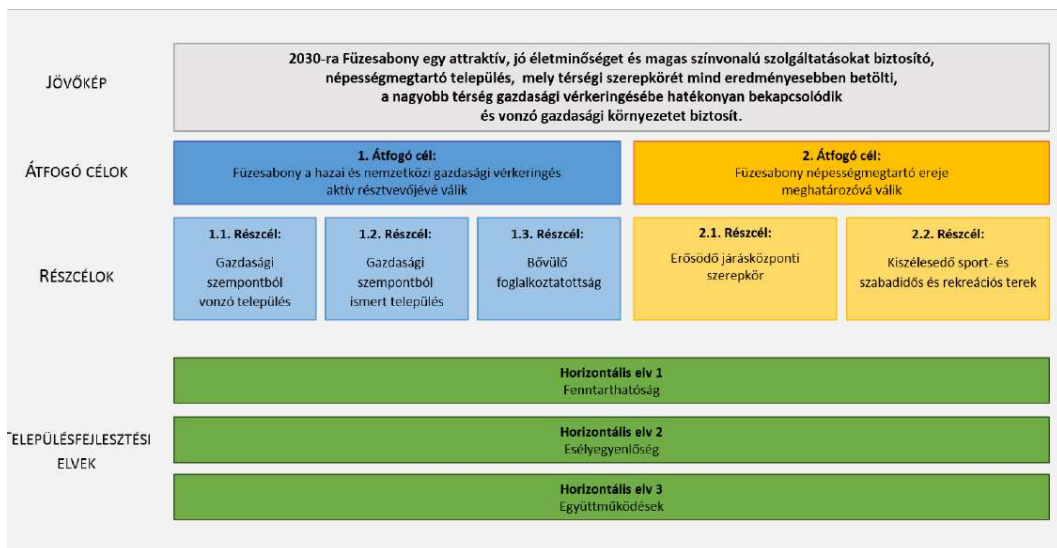 JÖVŐKÉP
2030-ra Füzesabony egy attraktív, jó életminőséget és magas színvonalú szolgáltatásokat biztosító,
népességmegtartó település, mely térségi szerepkörét mind eredményesebben betölti,
a nagyobb térség gazdasági vérkeringésébe hatékonyan bekapcsolódik
és vonzó gazdasági környezetet biztosít.
ÁTFOGÓ CÉLOK
1. Átfogó cél:
Füzesabony a hazai és nemzetközi gazdasági vérkeringés
aktív résztvevőjévé válik
2. Átfogó cél:
Füzesabony népességmegtartó ereje
meghatározóvá válik
RÉSZCÉLOK
1.1. Részcél:
Gazdasági
szempontból
vonzó település
1.2. Részcél:
Gazdasági
szempontból
ismert település
1.3. Részcél:
Bővülő
foglalkoztatottság
2.1. Részcél:
Erősödő járásközponti
szerepkör
2.2. Részcél:
Kiszélesedő sport- és
szabadidős és rekreációs terek
TELEPÜLÉSFEJLESZTÉSI
ELVEK
Horizontális elv 1
Fenntarthatóság
Horizontális elv 2
Esélyegyenlőség
Horizontális elv 3
Együttműködések